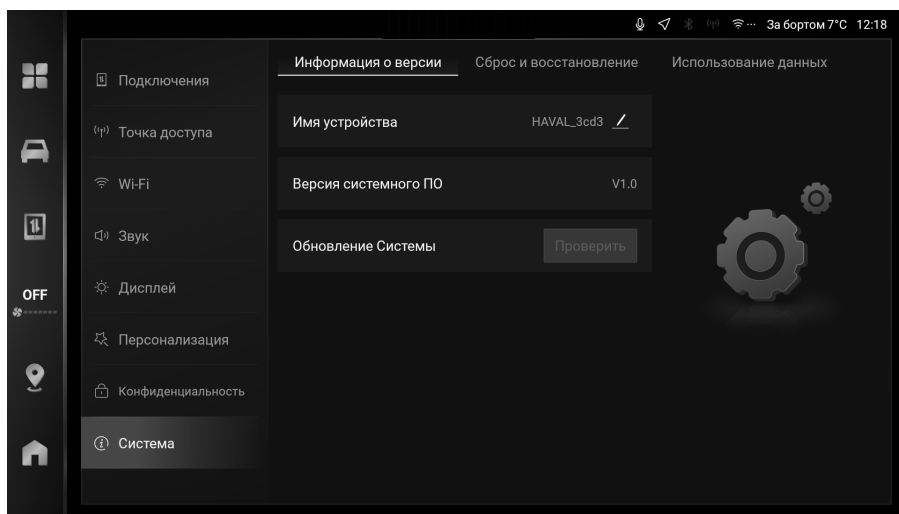 За бортом 7°C 12:18
Информация о версии Сброс и восстановление Использование данных
Подключения
Точка доступа
Wi-Fi
Звук
Дисплей
Персонализация
Конфиденциальность
Система
Имя устройства HAVAL_3cd3
Версия системного ПО V1.0
Обновление Системы Проверить
OFF